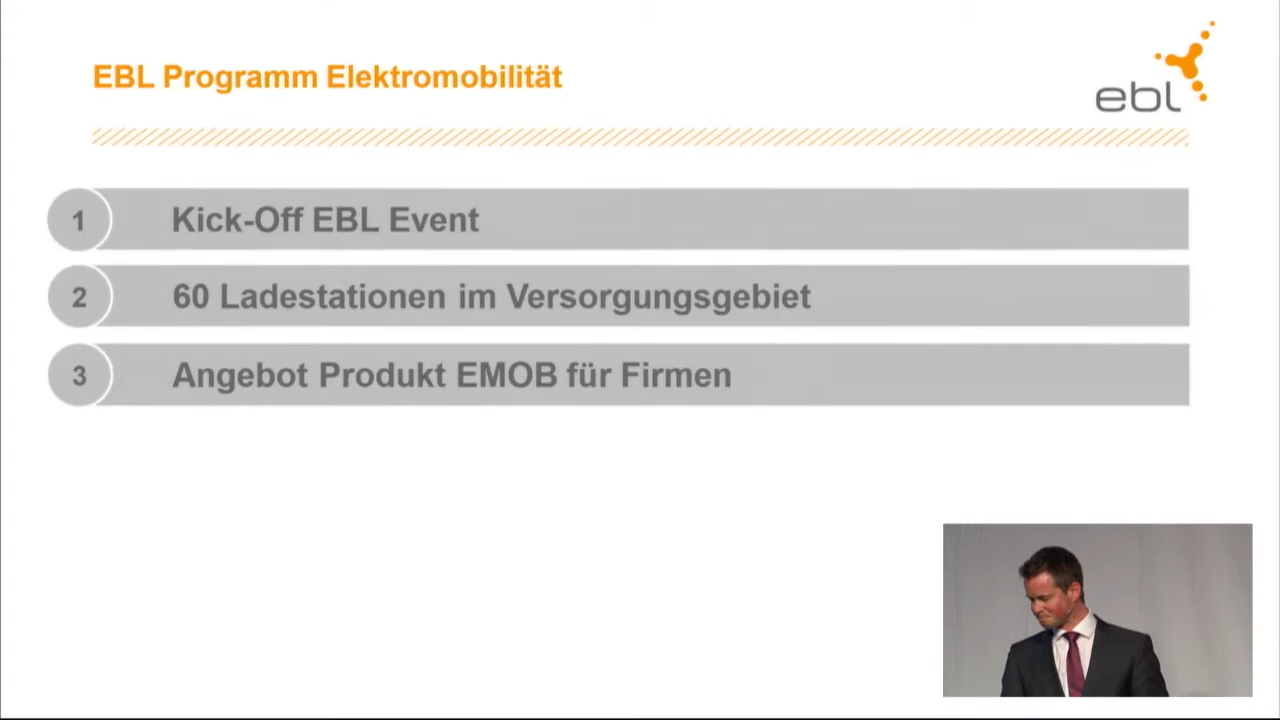 EBL Programm Elektromobilität
ebl
1 Kick-Off EBL Event
2 60 Ladestationen im Versorgungsgebiet
3 Angebot Produkt EMOB für Firmen